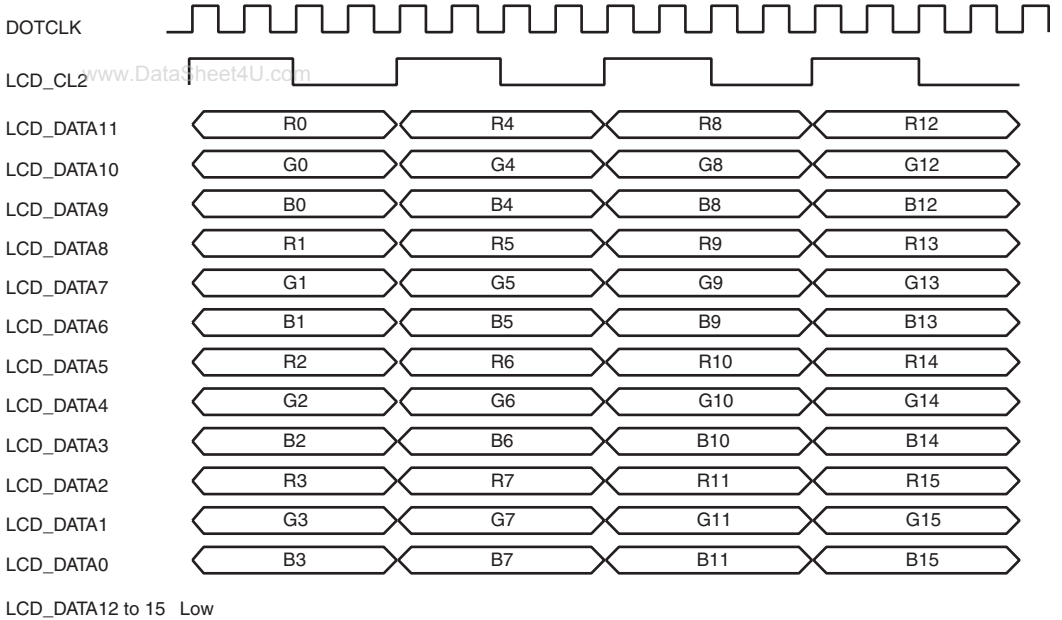 DOTCLK
www.DataSheet4U.com
LCD_CL2
LCD_DATA11 R0 R4 R8 R12
LCD_DATA10 G0 G4 G8 G12
LCD_DATA9 B0 B4 B8 B12
LCD_DATA8 R1 R5 R9 R13
LCD_DATA7 G1 G5 G9 G13
LCD_DATA6 B1 B5 B9 B13
LCD_DATA5 R2 R6 R10 R14
LCD_DATA4 G2 G6 G10 G14
LCD_DATA3 B2 B6 B10 B14
LCD_DATA2 R3 R7 R11 R15
LCD_DATA1 G3 G7 G11 G15
LCD_DATA0 B3 B7 B11 B15
LCD_DATA12 to 15 Low